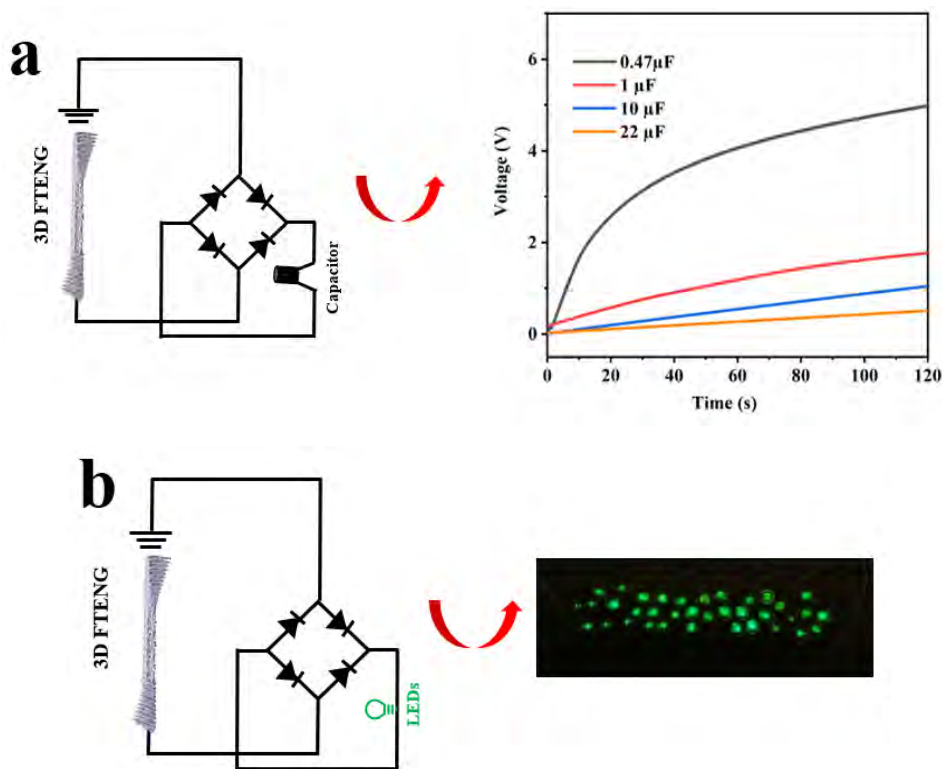 a
3D FTENG
Capacitor
Voltage (V)
6
4
2
0
0.47µF
1 µF
10 µF
22 µF
0
20
40
60
80
100
120
Time (s)
b
3D FTENG
LEDs